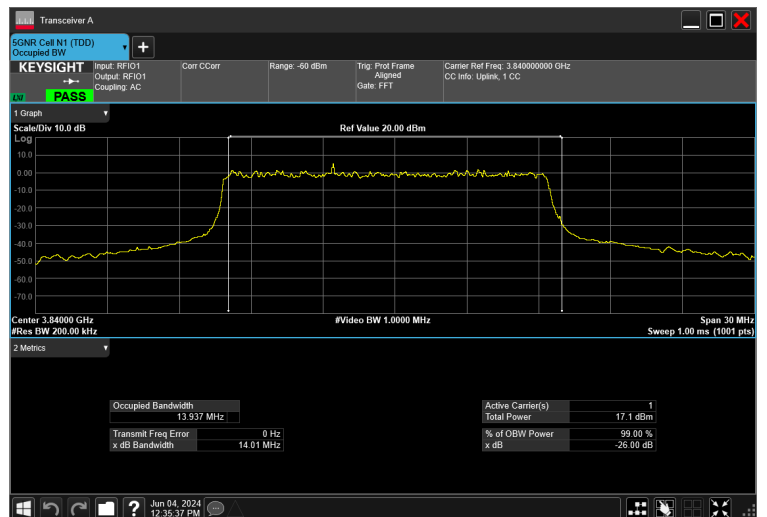 Transceiver A
5GNR Cell N1 (TDD)
Occupied BW
KEYSIGHT
LXI
PASS
Input: RFIO1
Output: RFIO1
Coupling: AC
Corr CCorr
Range: -60 dBm
Trig: Prot Frame
Aligned
Gate: FFT
Carrier Ref Freq: 3.840000000 GHz
CC Info: Uplink, 1 CC
1 Graph
Scale/Div 10.0 dB
Ref Value 20.00 dBm
Log
10.0
0.00
-10.0
-20.0
-30.0
-40.0
-50.0
-60.0
-70.0
Center 3.84000 GHz
#Video BW 1.0000 MHz
Span 30 MHz
#Res BW 200.00 kHz
Sweep 1.00 ms (1001 pts)
2 Metrics
Occupied Bandwidth
13.937 MHz
Transmit Freq Error 0 Hz
x dB Bandwidth 14.01 MHz
Active Carrier(s) 1
Total Power 17.1 dBm
% of OBW Power 99.00 %
x dB -26.00 dB
?
Jun 04, 2024
12:35:37 PM